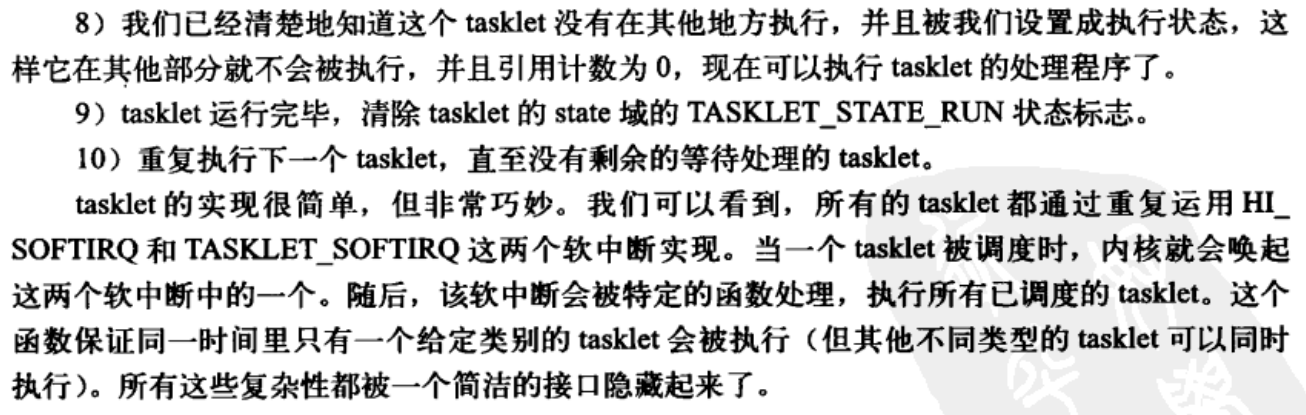 8）我们已经清楚地知道这个 tasklet 没有在其他地方执行，并且被我们设置成执行状态，这
样它在其他部分就不会被执行，并且引用计数为 0，现在可以执行 tasklet 的处理程序了。
9）tasklet 运行完毕，清除 tasklet 的 state 域的 TASKLET_STATE_RUN 状态标志。
10）重复执行下一个 tasklet，直至没有剩余的等待处理的 tasklet。
tasklet 的实现很简单，但非常巧妙。我们可以看到，所有的 tasklet 都通过重复运用 HI_
SOFTIRQ 和 TASKLET_SOFTIRQ 这两个软中断实现。当一个 tasklet 被调度时，内核就会唤起
这两个软中断中的一个。随后，该软中断会被特定的函数处理，执行所有已调度的 tasklet。这个
函数保证同一时间里只有一个给定类别的 tasklet 会被执行（但其他不同类型的 tasklet 可以同时
执行）。所有这些复杂性都被一个简洁的接口隐藏起来了。